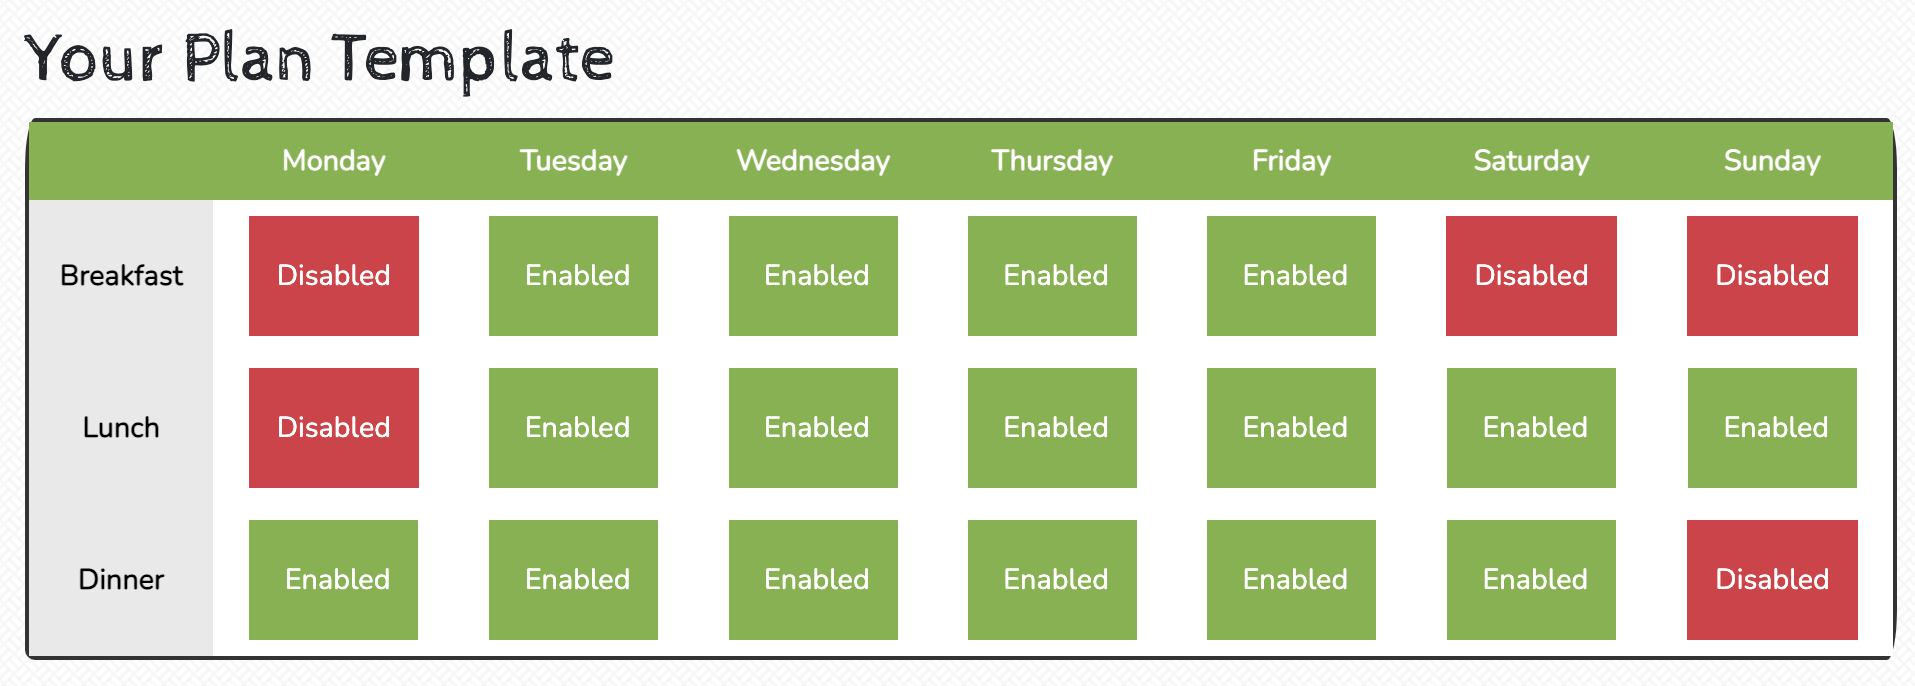 Your Plan Template
Monday Tuesday Wednesday Thursday Friday Saturday Sunday
Breakfast Disabled Enabled Enabled Enabled Enabled Disabled Disabled
Lunch Disabled Enabled Enabled Enabled Enabled Enabled Enabled
Dinner Enabled Enabled Enabled Enabled Enabled Enabled Disabled